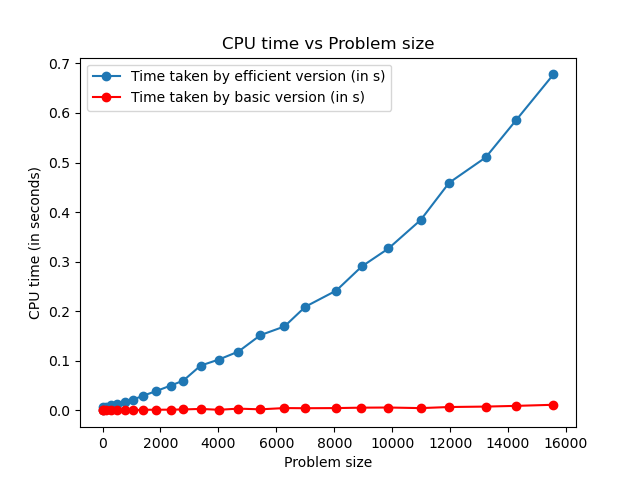 CPU time vs Problem size
Time taken by efficient version (in s)
Time taken by basic version (in s)
0.7
0.6
0.5
0.4
0.3
0.2
0.1
0.0
CPU time (in seconds)
0 2000 4000 6000 8000 10000 12000 14000 16000
Problem size